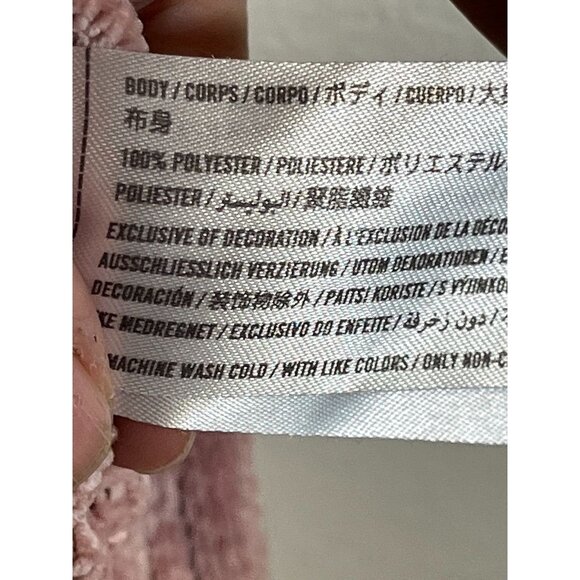 BODY / CORPS / CORPO / ボディ / CUERPO / 大身
布身
100% POLYESTER / POLIESTERE / ポリエステル
POLIESTER / البوليستر / 聚酯纖維
EXCLUSIVE OF DECORATION / À L'EXCLUSION DE LA DÉCO
AUSSCHLIESSLICH VERZIERUNG / UTOM DEKORATIONEN / E
DECORACIÓN / 装饰物除外 / PAITSI KORISTE / S VÝJIMKO
KE MEDREGNET / EXCLUSIVO DO ENFEITE / دون زخرفة /
MACHINE WASH COLD / WITH LIKE COLORS / ONLY NON-C